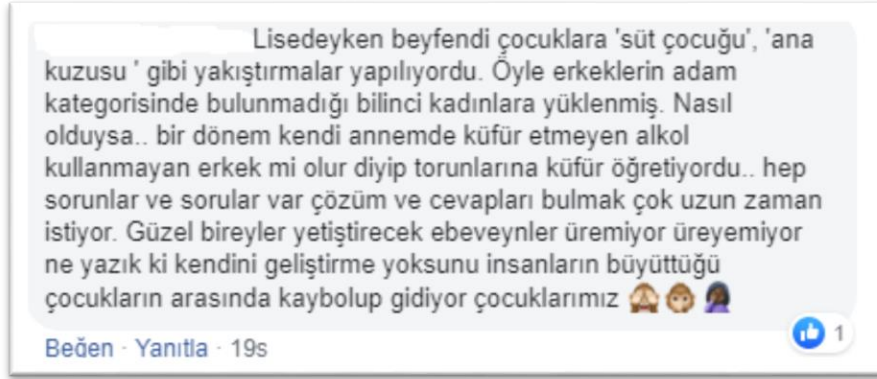 Lisedeyken beyfendi çocuklara 'süt çocuğu', 'ana
kuzusu ' gibi yakıştırmalar yapılıyordu. Öyle erkeklerin adam
kategorisinde bulunmadığı bilinci kadınlara yüklenmiş. Nasıl
olduysa.. bir dönem kendi annemde küfür etmeyen alkol
kullanmayan erkek mi olur diyip torunlarına küfür öğretiyordu.. hep
sorunlar ve sorular var çözüm ve cevapları bulmak çok uzun zaman
istiyor. Güzel bireyler yetiştirecek ebeveynler üremiyor üreyemiyor
ne yazık ki kendini geliştirme yoksunu insanların büyüttüğü
çocukların arasında kaybolup gidiyor çocuklarımız 🙈🐵🤦🏿‍♀️
Beğen · Yanıtla · 19s
1